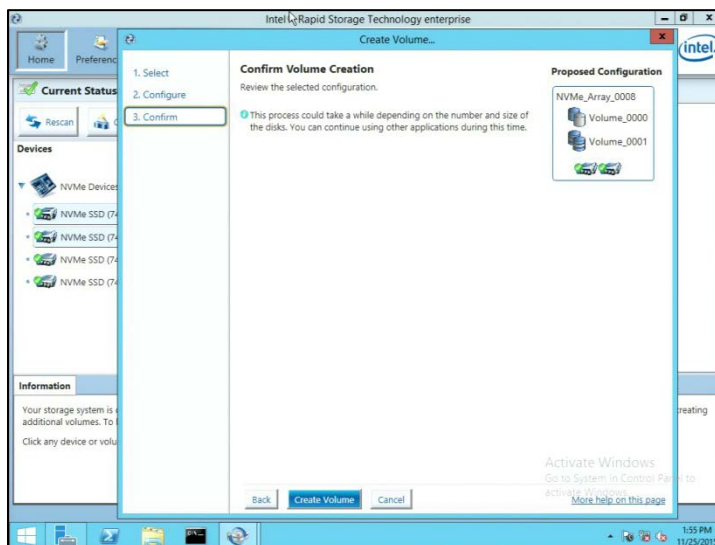 Intel Rapid Storage Technology enterprise
Home
Preferenc
intel
Current Status
Rescan
Devices
NVMe Devices
NVMe SSD (74
NVMe SSD (74
NVMe SSD (74
NVMe SSD (74
Information
Your storage system is
additional volumes. To
Click any device or volu
reating
Create Volume...
1. Select
2. Configure
3. Confirm
Confirm Volume Creation
Review the selected configuration.
This process could take a while depending on the number and size of
the disks. You can continue using other applications during this time.
Proposed Configuration
NVMe_Array_0008
Volume_0000
Volume_0001
Activate Windows
Go to System in Control Panel to
activate Windows.
Back
Create Volume
Cancel
More help on this page
1:55 PM